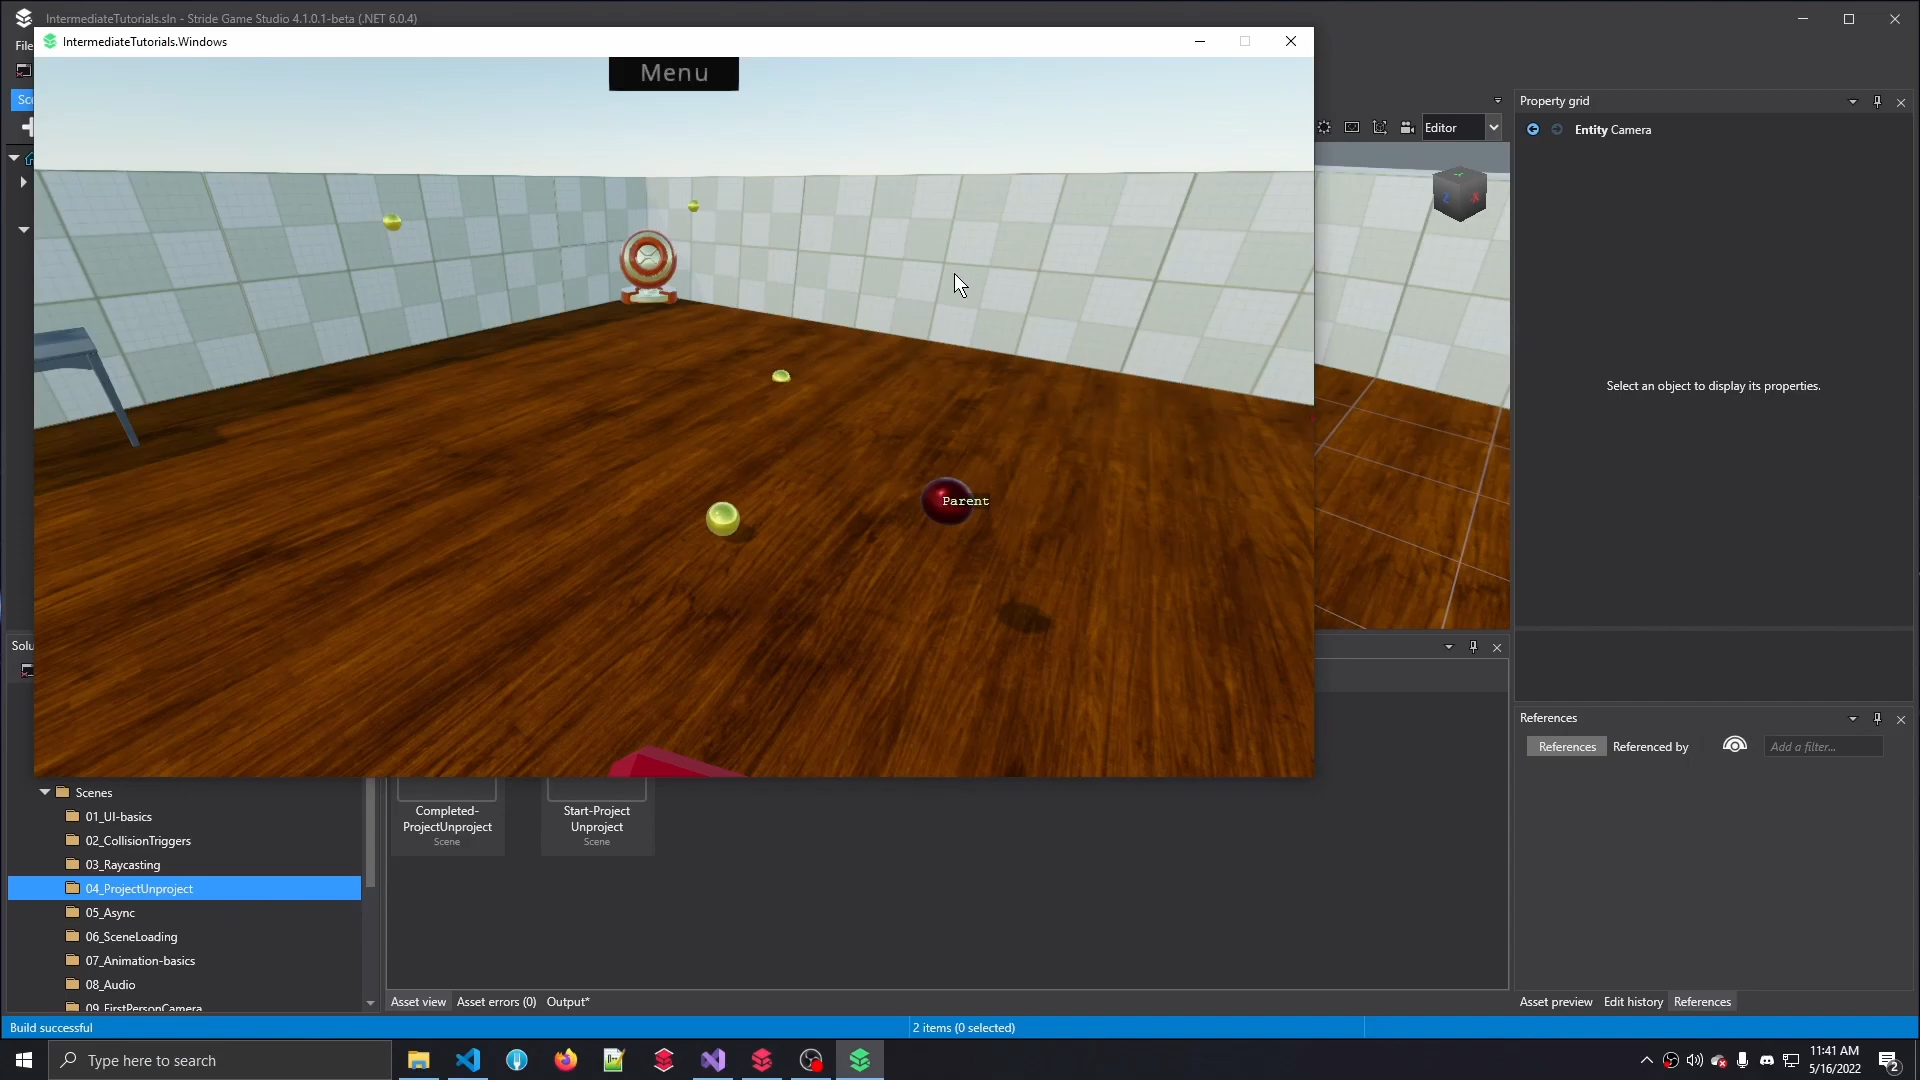 IntermediateTutorials.sln - Stride Game Studio 4.1.0.1-beta (.NET 6.0.4)
File
IntermediateTutorials.Windows
Menu
Parent
Editor
Property grid
Entity Camera
Select an object to display its properties.
Z
X
References
References
Referenced by
Add a filter...
Asset preview
Edit history
References
Scenes
01_UI-basics
02_CollisionTriggers
03_Raycasting
04_ProjectUnproject
05_Async
06_SceneLoading
07_Animation-basics
08_Audio
09_FirstPersonCamera
Completed-
ProjectUnproject
Scene
Start-Project
Unproject
Scene
Asset view
Asset errors (0)
Output*
Build successful
2 items (0 selected)
Type here to search
11:41 AM
5/16/2022
2